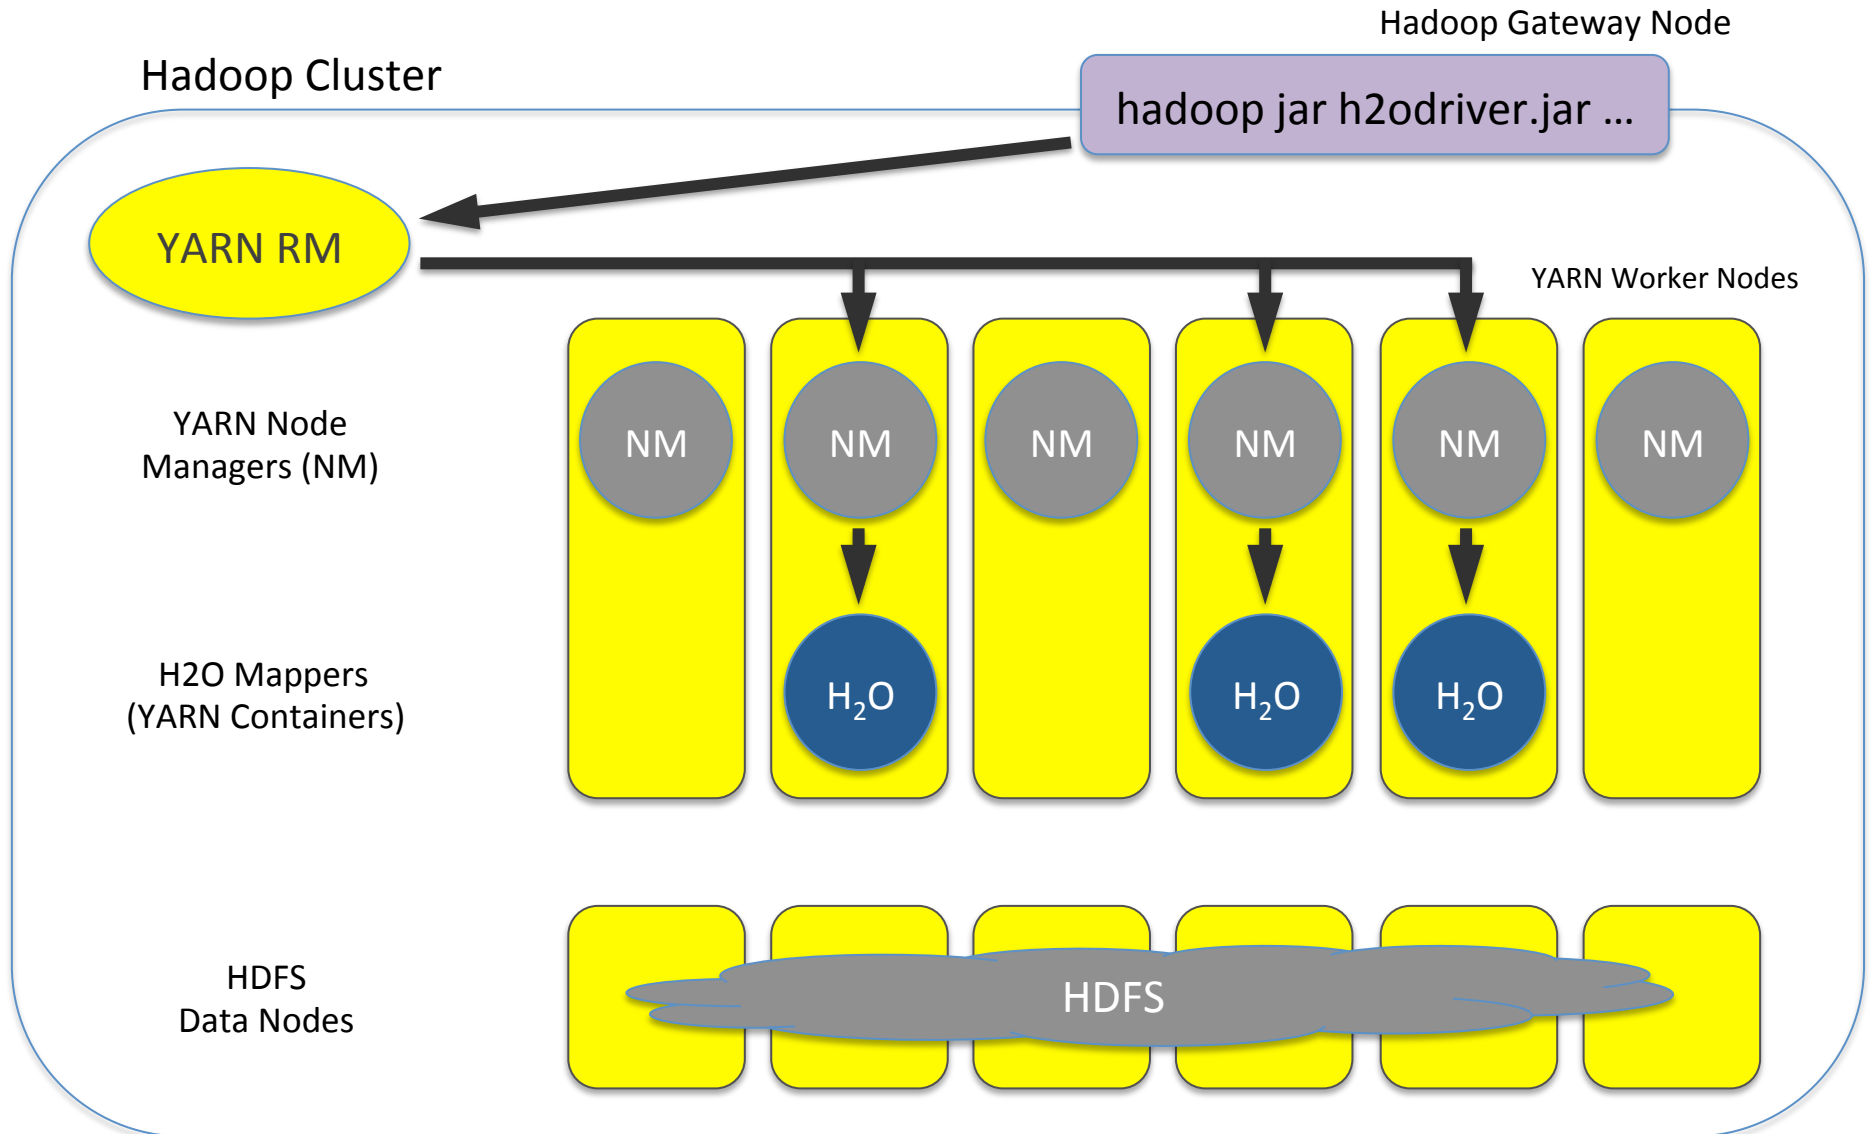 Hadoop Gateway Node
Hadoop Cluster
hadoop jar h2odriver.jar ...
YARN RM
YARN Worker Nodes
YARN Node
Managers (NM)
NM
NM
NM
NM
NM
NM
H2O Mappers
(YARN Containers)
H₂O
H₂O
H₂O
HDFS
Data Nodes
HDFS